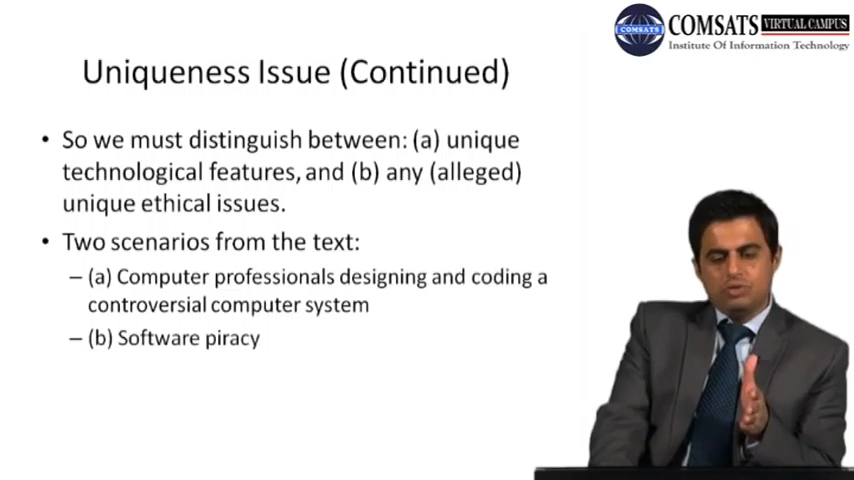 COMSATS VIRTUAL CAMPUS
COMSATS
Institute Of Information Technology
Uniqueness Issue (Continued)
• So we must distinguish between: (a) unique
technological features, and (b) any (alleged)
unique ethical issues.
• Two scenarios from the text:
– (a) Computer professionals designing and coding a
controversial computer system
– (b) Software piracy